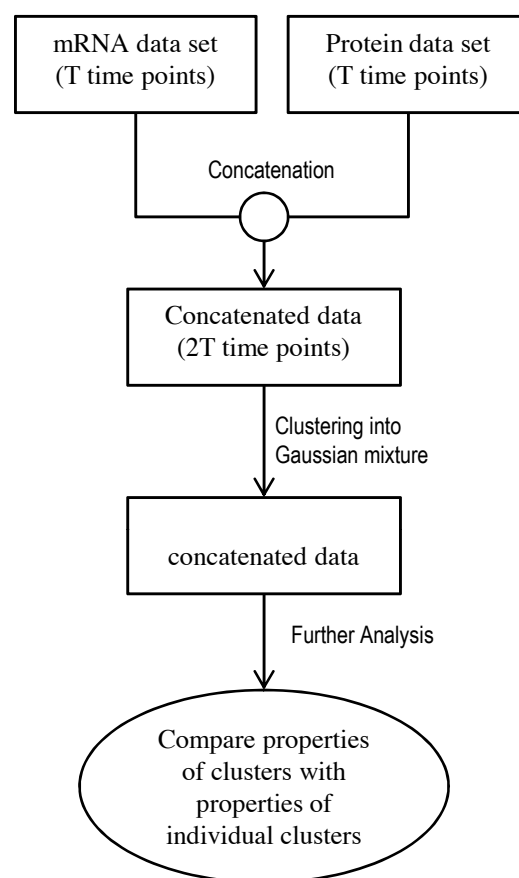 mRNA data set
(T time points)
Protein data set
(T time points)
Concatenation
Concatenated data
(2T time points)
Clustering into
Gaussian mixture
concatenated data
Further Analysis
Compare properties
of clusters with
properties of
individual clusters